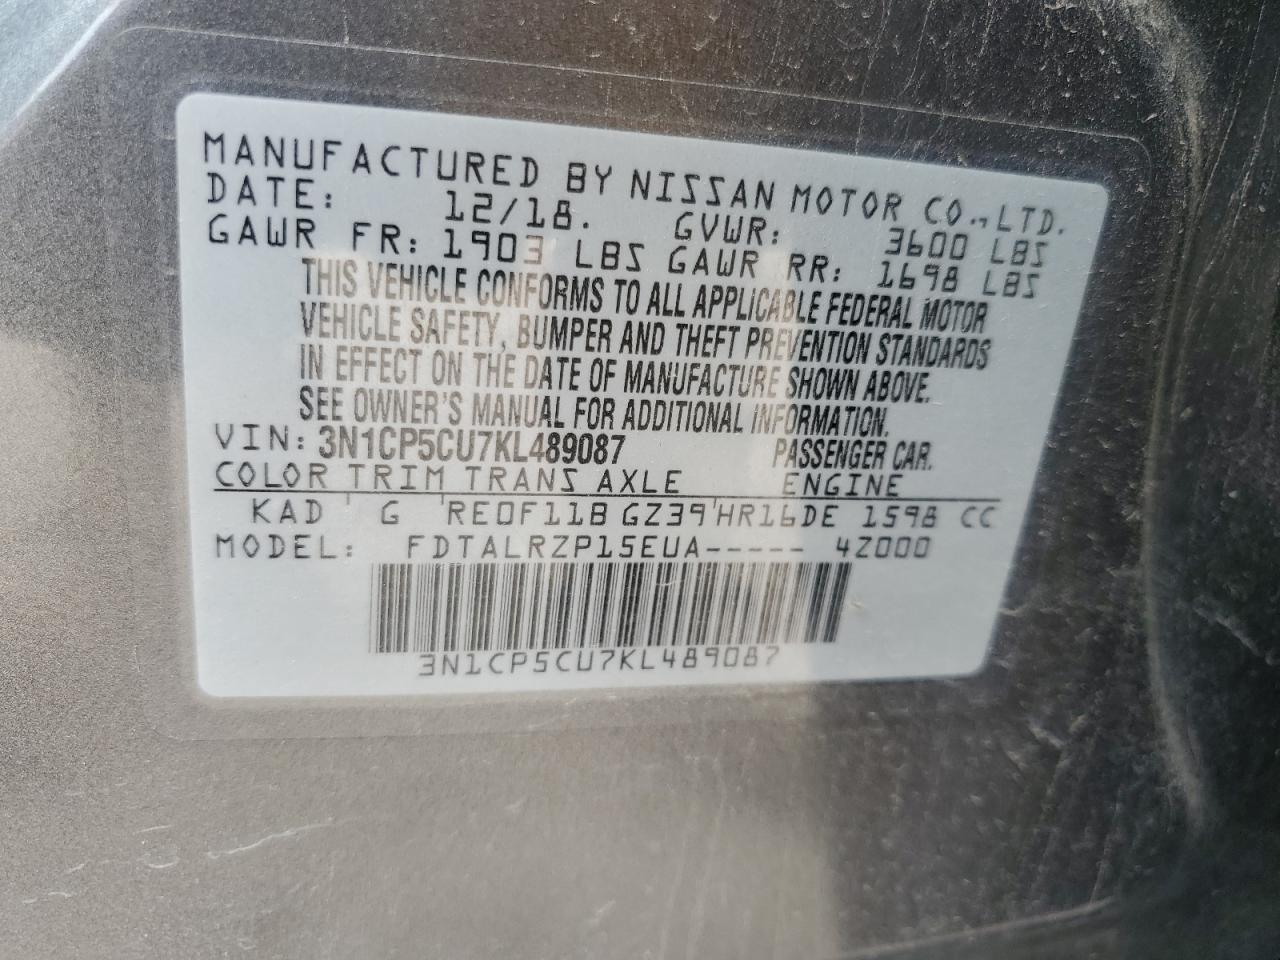 MANUFACTURED BY NISSAN MOTOR CO.,LTD.
DATE: 12/18. GVWR: 3600 LBS
GAWR FR: 1903 LBS GAWR RR: 1698 LBS
THIS VEHICLE CONFORMS TO ALL APPLICABLE FEDERAL MOTOR
VEHICLE SAFETY, BUMPER AND THEFT PREVENTION STANDARDS
IN EFFECT ON THE DATE OF MANUFACTURE SHOWN ABOVE.
SEE OWNER'S MANUAL FOR ADDITIONAL INFORMATION.
VIN: 3N1CP5CU7KL489087 PASSENGER CAR.
COLOR TRIM TRANS AXLE ENGINE
KAD ' G ' RE0F11B GZ39'HR16DE 1598 CC
MODEL: FDTALRZP15EUA----- 4Z000
3N1CP5CU7KL489087